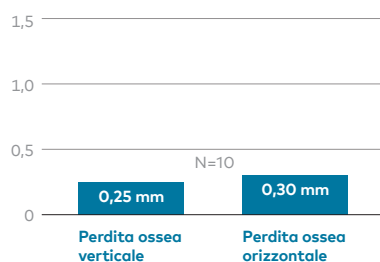 1,5
1,0
0,5
N=10
0,25 mm
0,30 mm
0
Perdita ossea
verticale
Perdita ossea
orizzontale